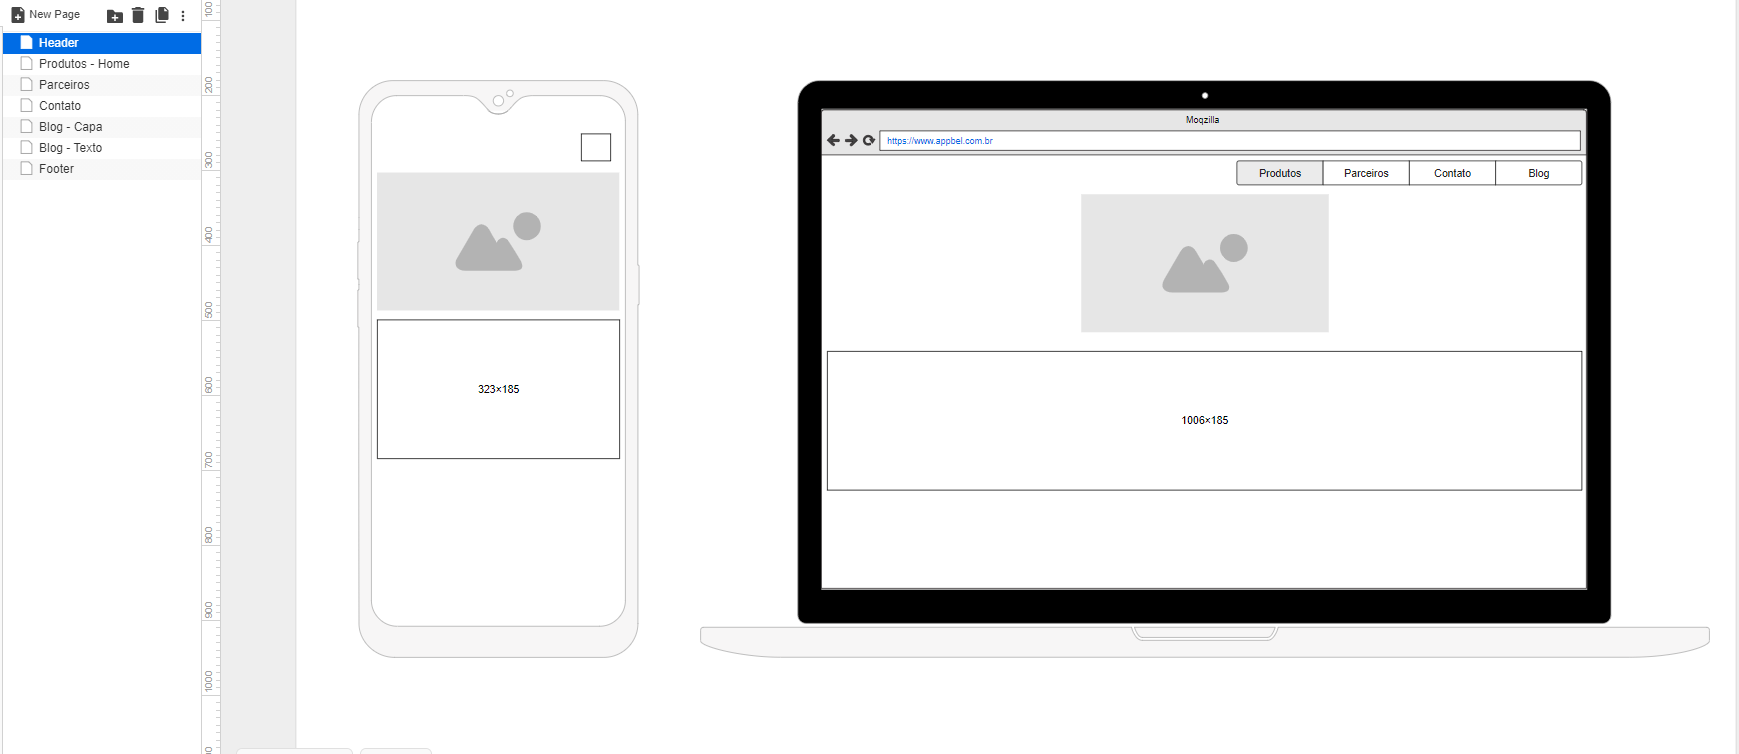 New Page
Header
Produtos - Home
Parceiros
Contato
Blog - Capa
Blog - Texto
Footer
100
200
300
400
500
600
700
800
900
1000
323×185
Moqzilla
https://www.appbel.com.br
Produtos
Parceiros
Contato
Blog
1006×185